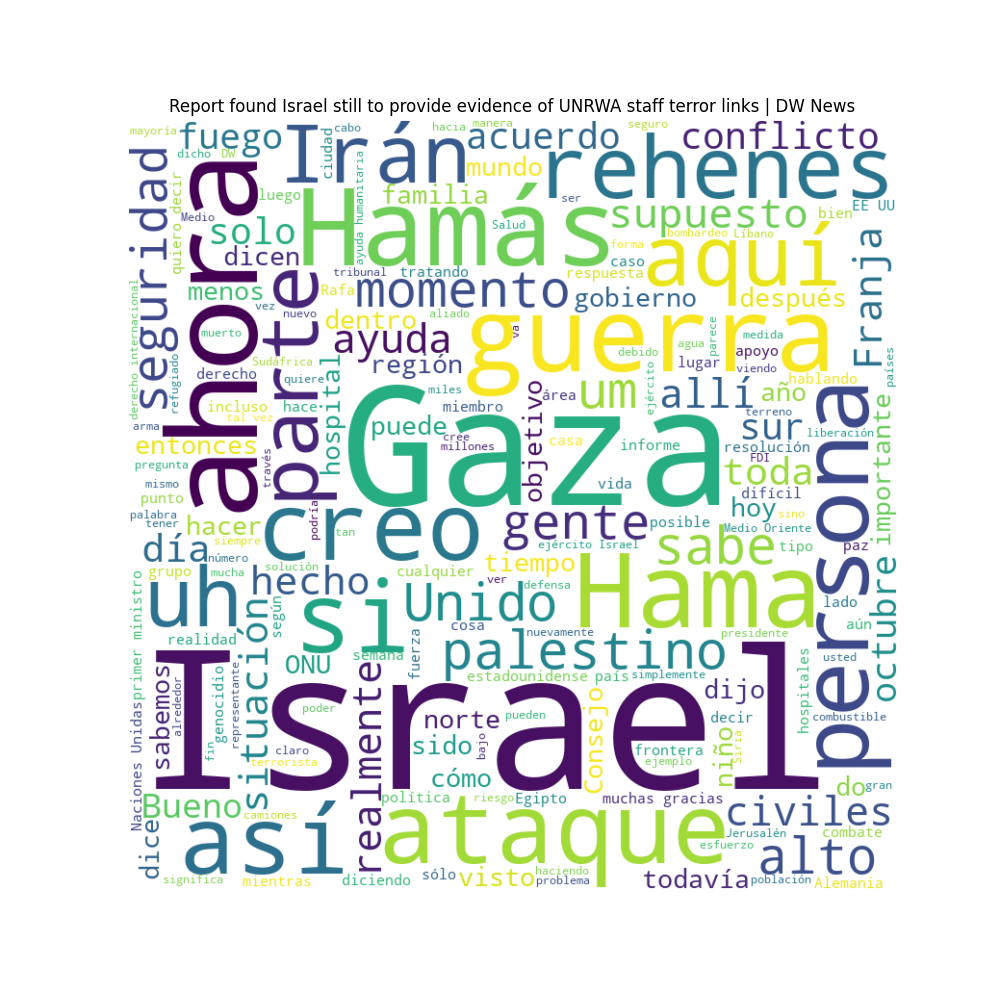 Report found Israel still to provide evidence of UNRWA staff terror links | DW News
mayoría
fuego
Irán
ciudad
cabo
hacia
manera
acuerdo
seguro
conflicto
dicho
DW
mundo
rehenes
seguridad
quiero decir
ahora
luego
ayuda humanitaria
familia
ser
EE UU
Medio
solo
Hamás
Salud
supuesto
bien
bombardeo
Líbano
forma
dicen
parte
tribunal
tratando
respuesta
caso
aquí
Franja
menos
Rafa
momento
gobierno
después
derecho internacional
vez
nuevo
dentro
aliado
guerra
va
muerto
ayuda
debido
agua
parece
medida
países
refugiado
Sudáfrica
región
lugar
apoyo
viendo
derecho
quiere
hospital
miles
área
um
ejército
allí
año
hablando
incluso
hace
tal vez
Gaza
puede
miembro
objetivo
casa
sur
terreno
persona
importante
arma
entonces
cree
millones
informe
resolución
liberación
FDI
pregunta
través
vida
toda
difícil
mismo
punto
podría
creo
gente
posible
hoy
sino
palabra
tener
hacer
siempre
tan
Medio Oriente
día
número
solución
ejército Israel
sabe
tipo
paz
octubre
grupo
mucha
cualquier
tiempo
ver
defensa
Hama
uh
hecho
si
Unido
lado
primer ministro
situación
según
cosa
nuevamente
presidente
aún
realidad
fuerza
palestino
usted
Naciones Unidas
sabemos
alrededor
genocidio
representante
ONU
semana
realmente
estadounidense
país
simplemente
hospitales
Israel
poder
norte
pueden
Consejo
dijo
niño
decir
combustible
fin
claro
terrorista
sido
bajo
frontera
ejemplo
Siria
cómo
do
gran
Bueno
camiones
política
riesgo
Egipto
muchas gracias
civiles
dice
así
ataque
Jerusalén
combate
esfuerzo
alto
significa
mientras
diciendo
sólo
visto
haciendo
problema
todavía
población
Alemania